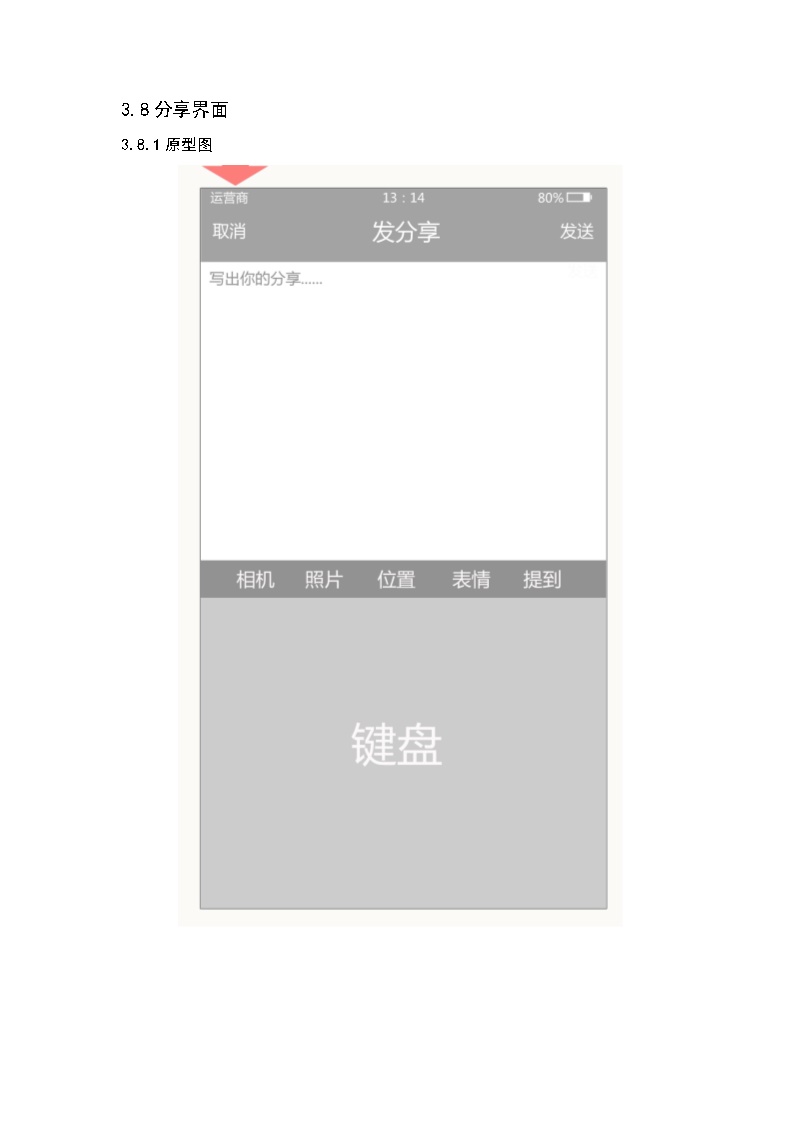 3.8 分享界面
3.8.1 原型图
运营商 13：14 80%
取消 发分享 发送
写出你的分享......
相机 照片 位置 表情 提到
键盘